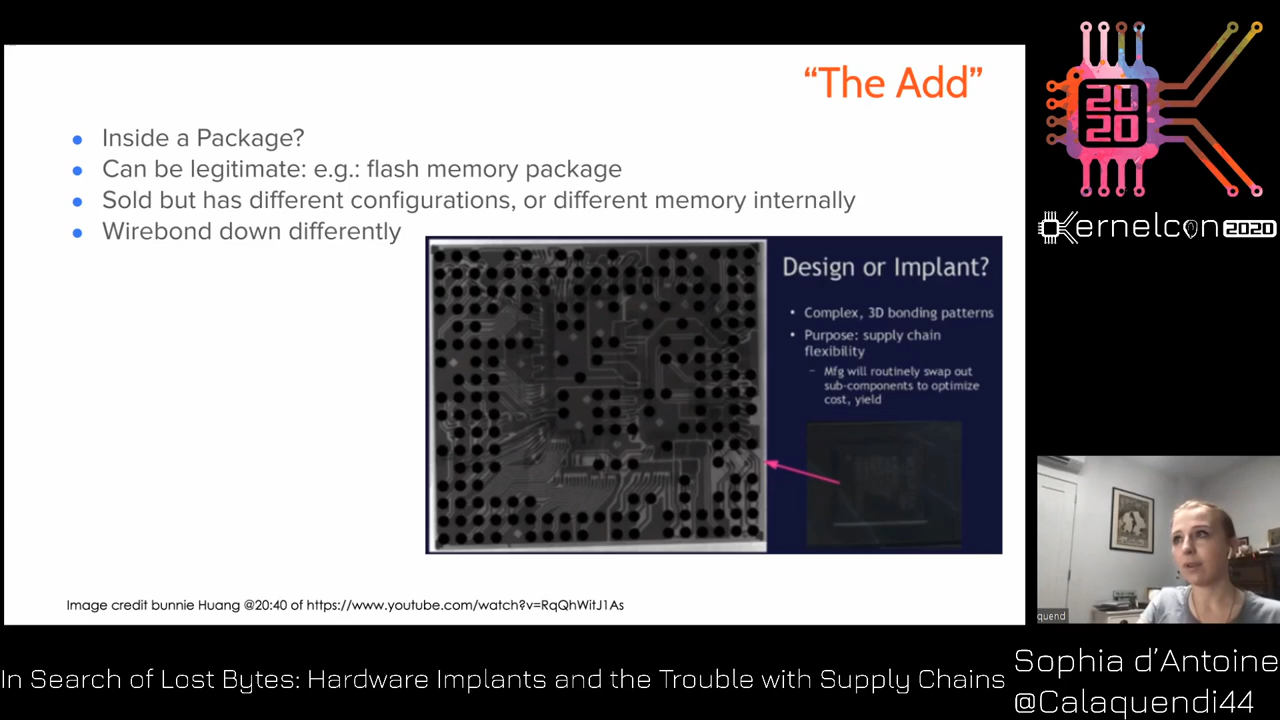 “The Add”
● Inside a Package?
● Can be legitimate: e.g.: flash memory package
● Sold but has different configurations, or different memory internally
● Wirebond down differently
Design or Implant?
• Complex, 3D bonding patterns
• Purpose: supply chain
flexibility
– Mfg will routinely swap out
sub-components to optimize
cost, yield
Image credit bunnie Huang @20:40 of https://www.youtube.com/watch?v=RqQhWitJ1As
20
20
Kernelcon 2020
quend
In Search of Lost Bytes: Hardware Implants and the Trouble with Supply Chains
Sophia d’Antoine
@Calaquendi44